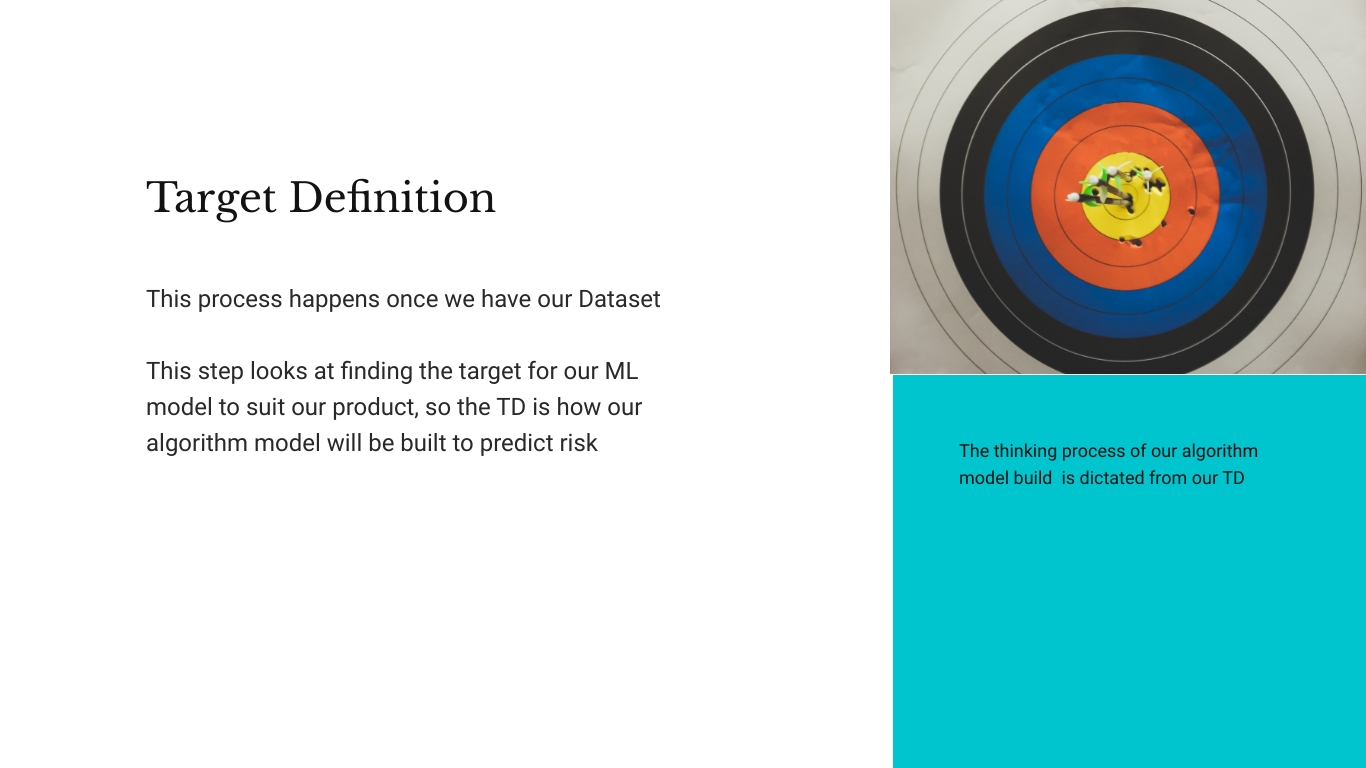 Target Definition
This process happens once we have our Dataset
This step looks at finding the target for our ML
model to suit our product, so the TD is how our
algorithm model will be built to predict risk
The thinking process of our algorithm
model build  is dictated from our TD